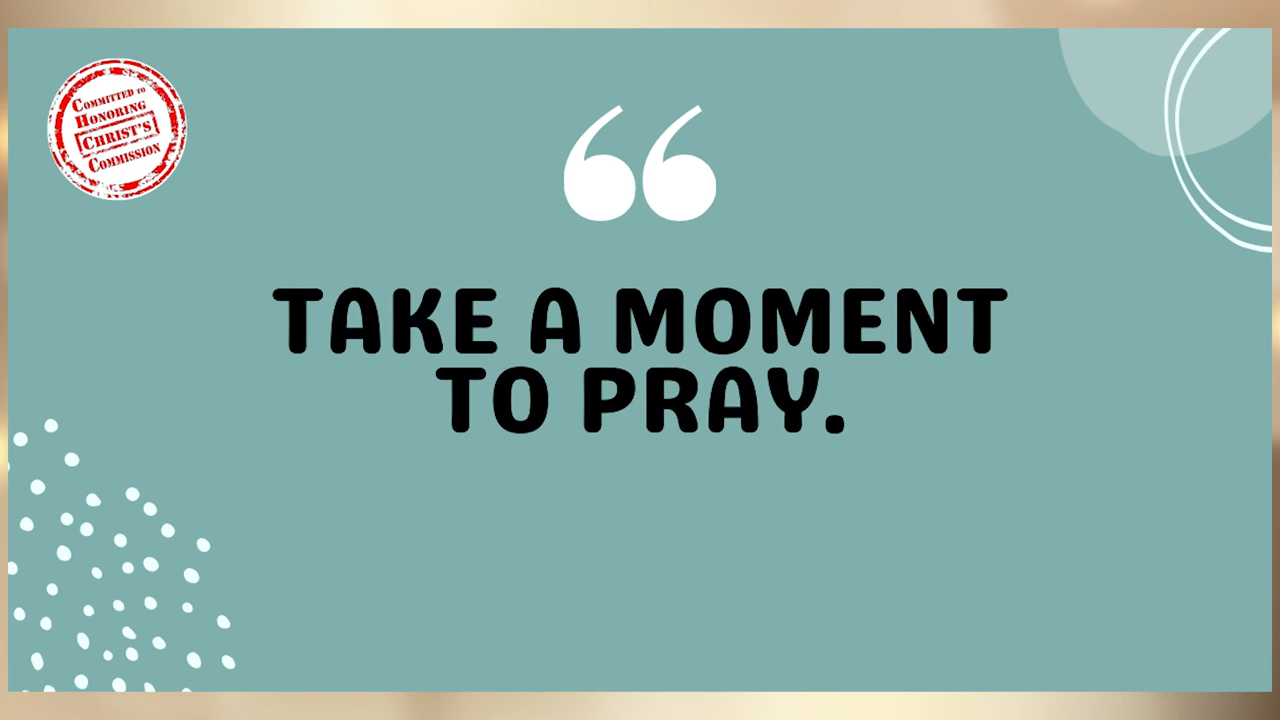 COMMITTED TO
HONORING
CHRIST'S
COMMISSION
“
TAKE A MOMENT
TO PRAY.